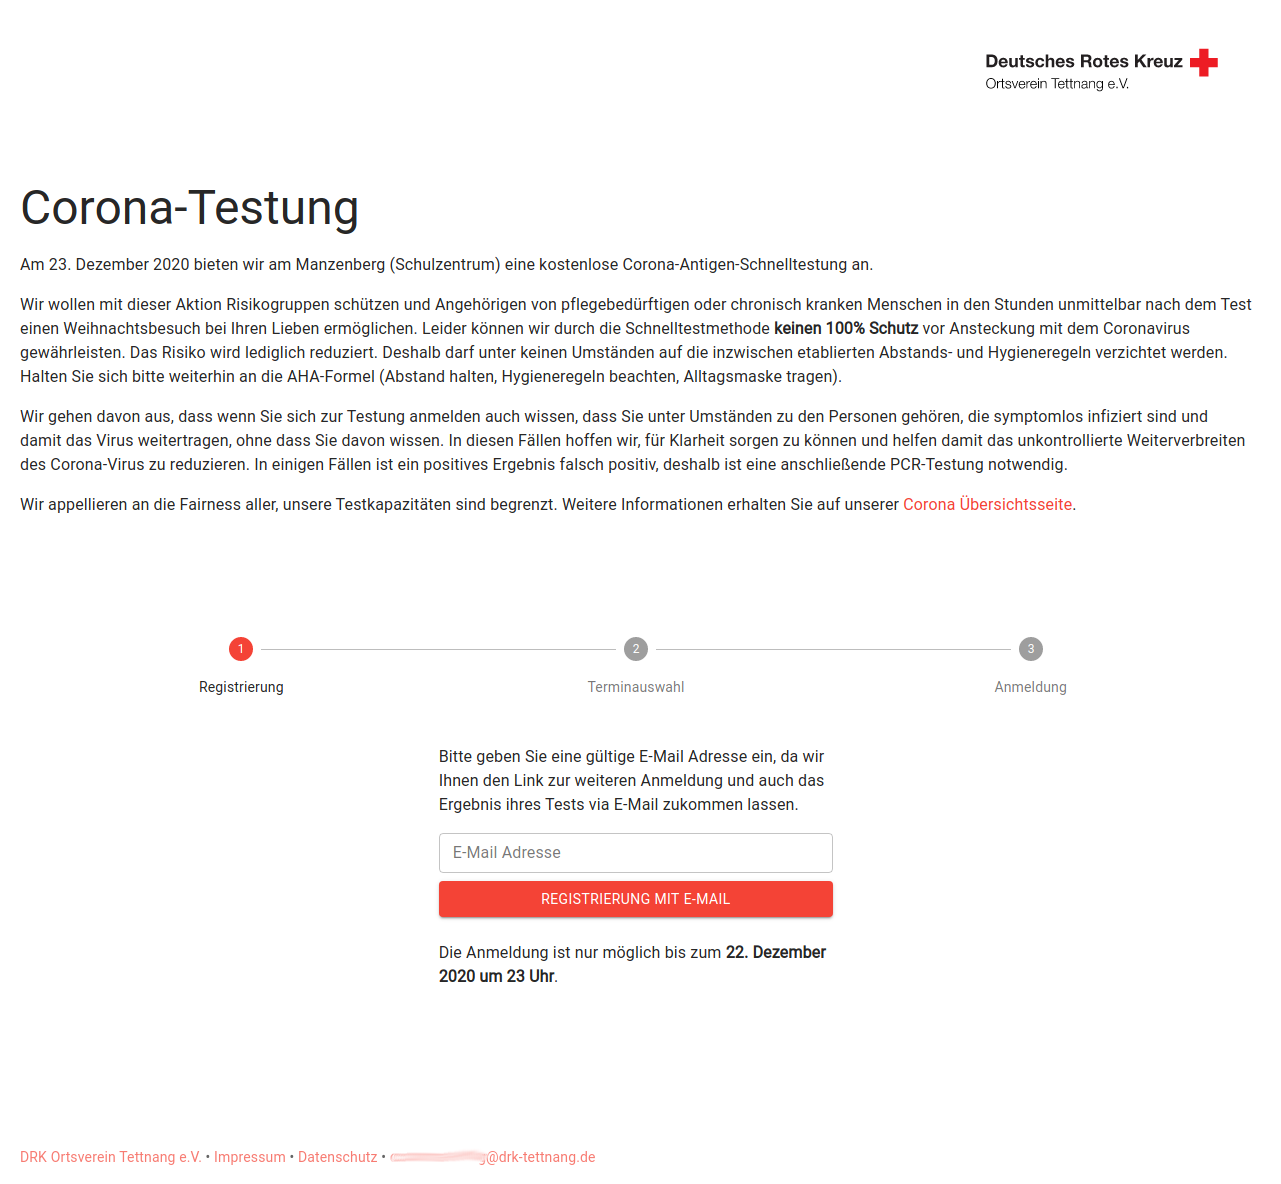 Deutsches Rotes Kreuz
Ortsverein Tettnang e.V.
Corona-Testung
Am 23. Dezember 2020 bieten wir am Manzenberg (Schulzentrum) eine kostenlose Corona-Antigen-Schnelltestung an.
Wir wollen mit dieser Aktion Risikogruppen schützen und Angehörigen von pflegebedürftigen oder chronisch kranken Menschen in den Stunden unmittelbar nach dem Test
einen Weihnachtsbesuch bei Ihren Lieben ermöglichen. Leider können wir durch die Schnelltestmethode keinen 100% Schutz vor Ansteckung mit dem Coronavirus
gewährleisten. Das Risiko wird lediglich reduziert. Deshalb darf unter keinen Umständen auf die inzwischen etablierten Abstands- und Hygieneregeln verzichtet werden.
Halten Sie sich bitte weiterhin an die AHA-Formel (Abstand halten, Hygieneregeln beachten, Alltagsmaske tragen).
Wir gehen davon aus, dass wenn Sie sich zur Testung anmelden auch wissen, dass Sie unter Umständen zu den Personen gehören, die symptomlos infiziert sind und
damit das Virus weitertragen, ohne dass Sie davon wissen. In diesen Fällen hoffen wir, für Klarheit sorgen zu können und helfen damit das unkontrollierte Weiterverbreiten
des Corona-Virus zu reduzieren. In einigen Fällen ist ein positives Ergebnis falsch positiv, deshalb ist eine anschließende PCR-Testung notwendig.
Wir appellieren an die Fairness aller, unsere Testkapazitäten sind begrenzt. Weitere Informationen erhalten Sie auf unserer Corona Übersichtsseite.
1 2 3
Registrierung Terminauswahl Anmeldung
Bitte geben Sie eine gültige E-Mail Adresse ein, da wir
Ihnen den Link zur weiteren Anmeldung und auch das
Ergebnis ihres Tests via E-Mail zukommen lassen.
E-Mail Adresse
REGISTRIERUNG MIT E-MAIL
Die Anmeldung ist nur möglich bis zum 22. Dezember
2020 um 23 Uhr.
DRK Ortsverein Tettnang e.V. • Impressum • Datenschutz • @drk-tettnang.de